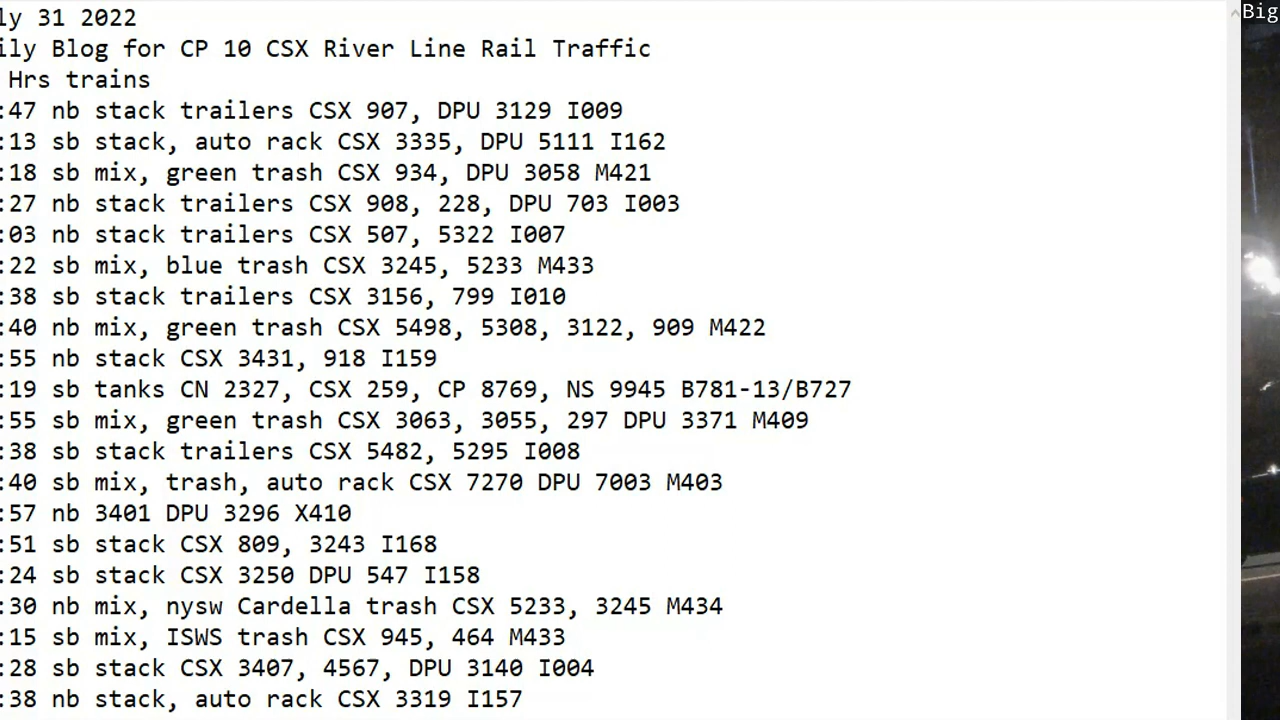 ly 31 2022
ily Blog for CP 10 CSX River Line Rail Traffic
Hrs trains
:47 nb stack trailers CSX 907, DPU 3129 I009
:13 sb stack, auto rack CSX 3335, DPU 5111 I162
:18 sb mix, green trash CSX 934, DPU 3058 M421
:27 nb stack trailers CSX 908, 228, DPU 703 I003
:03 nb stack trailers CSX 507, 5322 I007
:22 sb mix, blue trash CSX 3245, 5233 M433
:38 sb stack trailers CSX 3156, 799 I010
:40 nb mix, green trash CSX 5498, 5308, 3122, 909 M422
:55 nb stack CSX 3431, 918 I159
:19 sb tanks CN 2327, CSX 259, CP 8769, NS 9945 B781-13/B727
:55 sb mix, green trash CSX 3063, 3055, 297 DPU 3371 M409
:38 sb stack trailers CSX 5482, 5295 I008
:40 sb mix, trash, auto rack CSX 7270 DPU 7003 M403
:57 nb 3401 DPU 3296 X410
:51 sb stack CSX 809, 3243 I168
:24 sb stack CSX 3250 DPU 547 I158
:30 nb mix, nysw Cardella trash CSX 5233, 3245 M434
:15 sb mix, ISWS trash CSX 945, 464 M433
:28 sb stack CSX 3407, 4567, DPU 3140 I004
:38 nb stack, auto rack CSX 3319 I157
Big